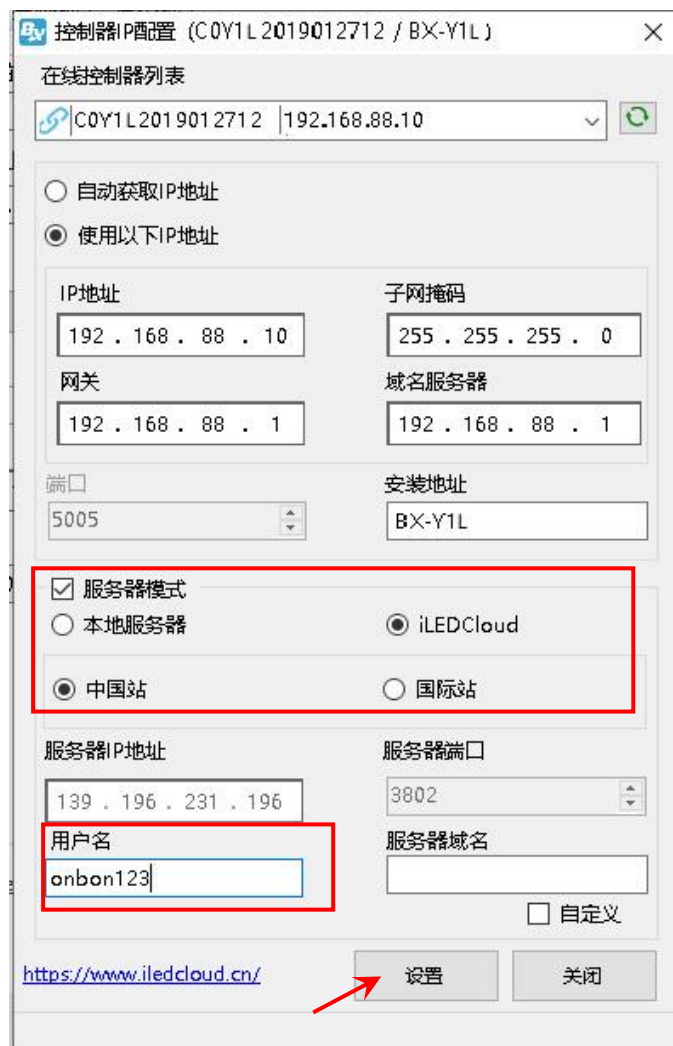 控制器IP配置 (C0Y1L2019012712 / BX-Y1L)
在线控制器列表
C0Y1L2019012712 |192.168.88.10
自动获取IP地址
使用以下IP地址
IP地址 子网掩码
192 . 168 . 88 . 10 255 . 255 . 255 . 0
网关 域名服务器
192 . 168 . 88 . 1 192 . 168 . 88 . 1
端口 安装地址
5005 BX-Y1L
服务器模式
本地服务器 iLEDCloud
中国站 国际站
服务器IP地址 服务器端口
139 . 196 . 231 . 196 3802
用户名 服务器域名
onbon123
自定义
https://www.iledcloud.cn/ 设置 关闭